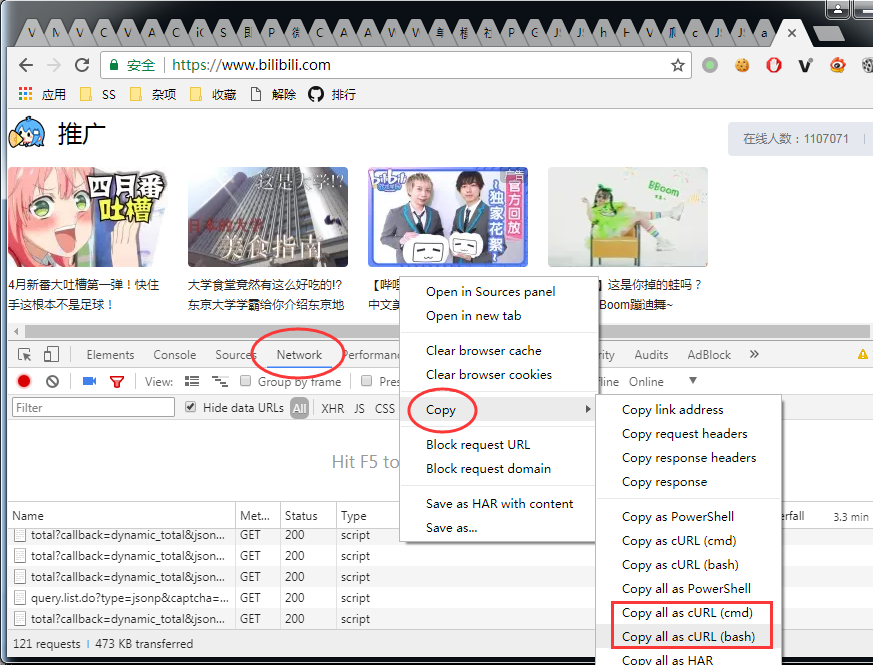 V M V C V A C iC S P C A A W W P G J J h H V c J J a
安全 https://www.bilibili.com
应用 SS 杂项 收藏 解除 排行
推广
在线人数：1107071
四月番
吐槽
这是大学!?
日本的大学
美食指南
bilibili
广告
官方回放
独家花絮
BBoom
4月新番大吐槽第一弹！快住
手这根本不是足球！
大学食堂竟然有这么好吃的!?
东京大学学霸给你介绍东京地
【哔哩
中文美
】这是你掉的蛙吗？
Boom蹦迪舞~
Open in Sources panel
Open in new tab
Clear browser cache
Clear browser cookies
Copy
Block request URL
Block request domain
Save as HAR with content
Save as...
Elements Console Sources Network Performanc rity Audits AdBlock
View: Group by frame Pres fline Online
Filter Hide data URLs All XHR JS CSS
Hit F5 to
Copy link address
Copy request headers
Copy response headers
Copy response
Copy as PowerShell
Copy as cURL (cmd)
Copy as cURL (bash)
Copy all as PowerShell
Copy all as cURL (cmd)
Copy all as cURL (bash)
Copy all as HAR
Name Met... Status Type erfall 3.3 min
total?callback=dynamic_total&json... GET 200 script
total?callback=dynamic_total&json... GET 200 script
total?callback=dynamic_total&json... GET 200 script
query.list.do?type=jsonp&captcha=... GET 200 script
total?callback=dynamic_total&json... GET 200 script
121 requests 473 KB transferred